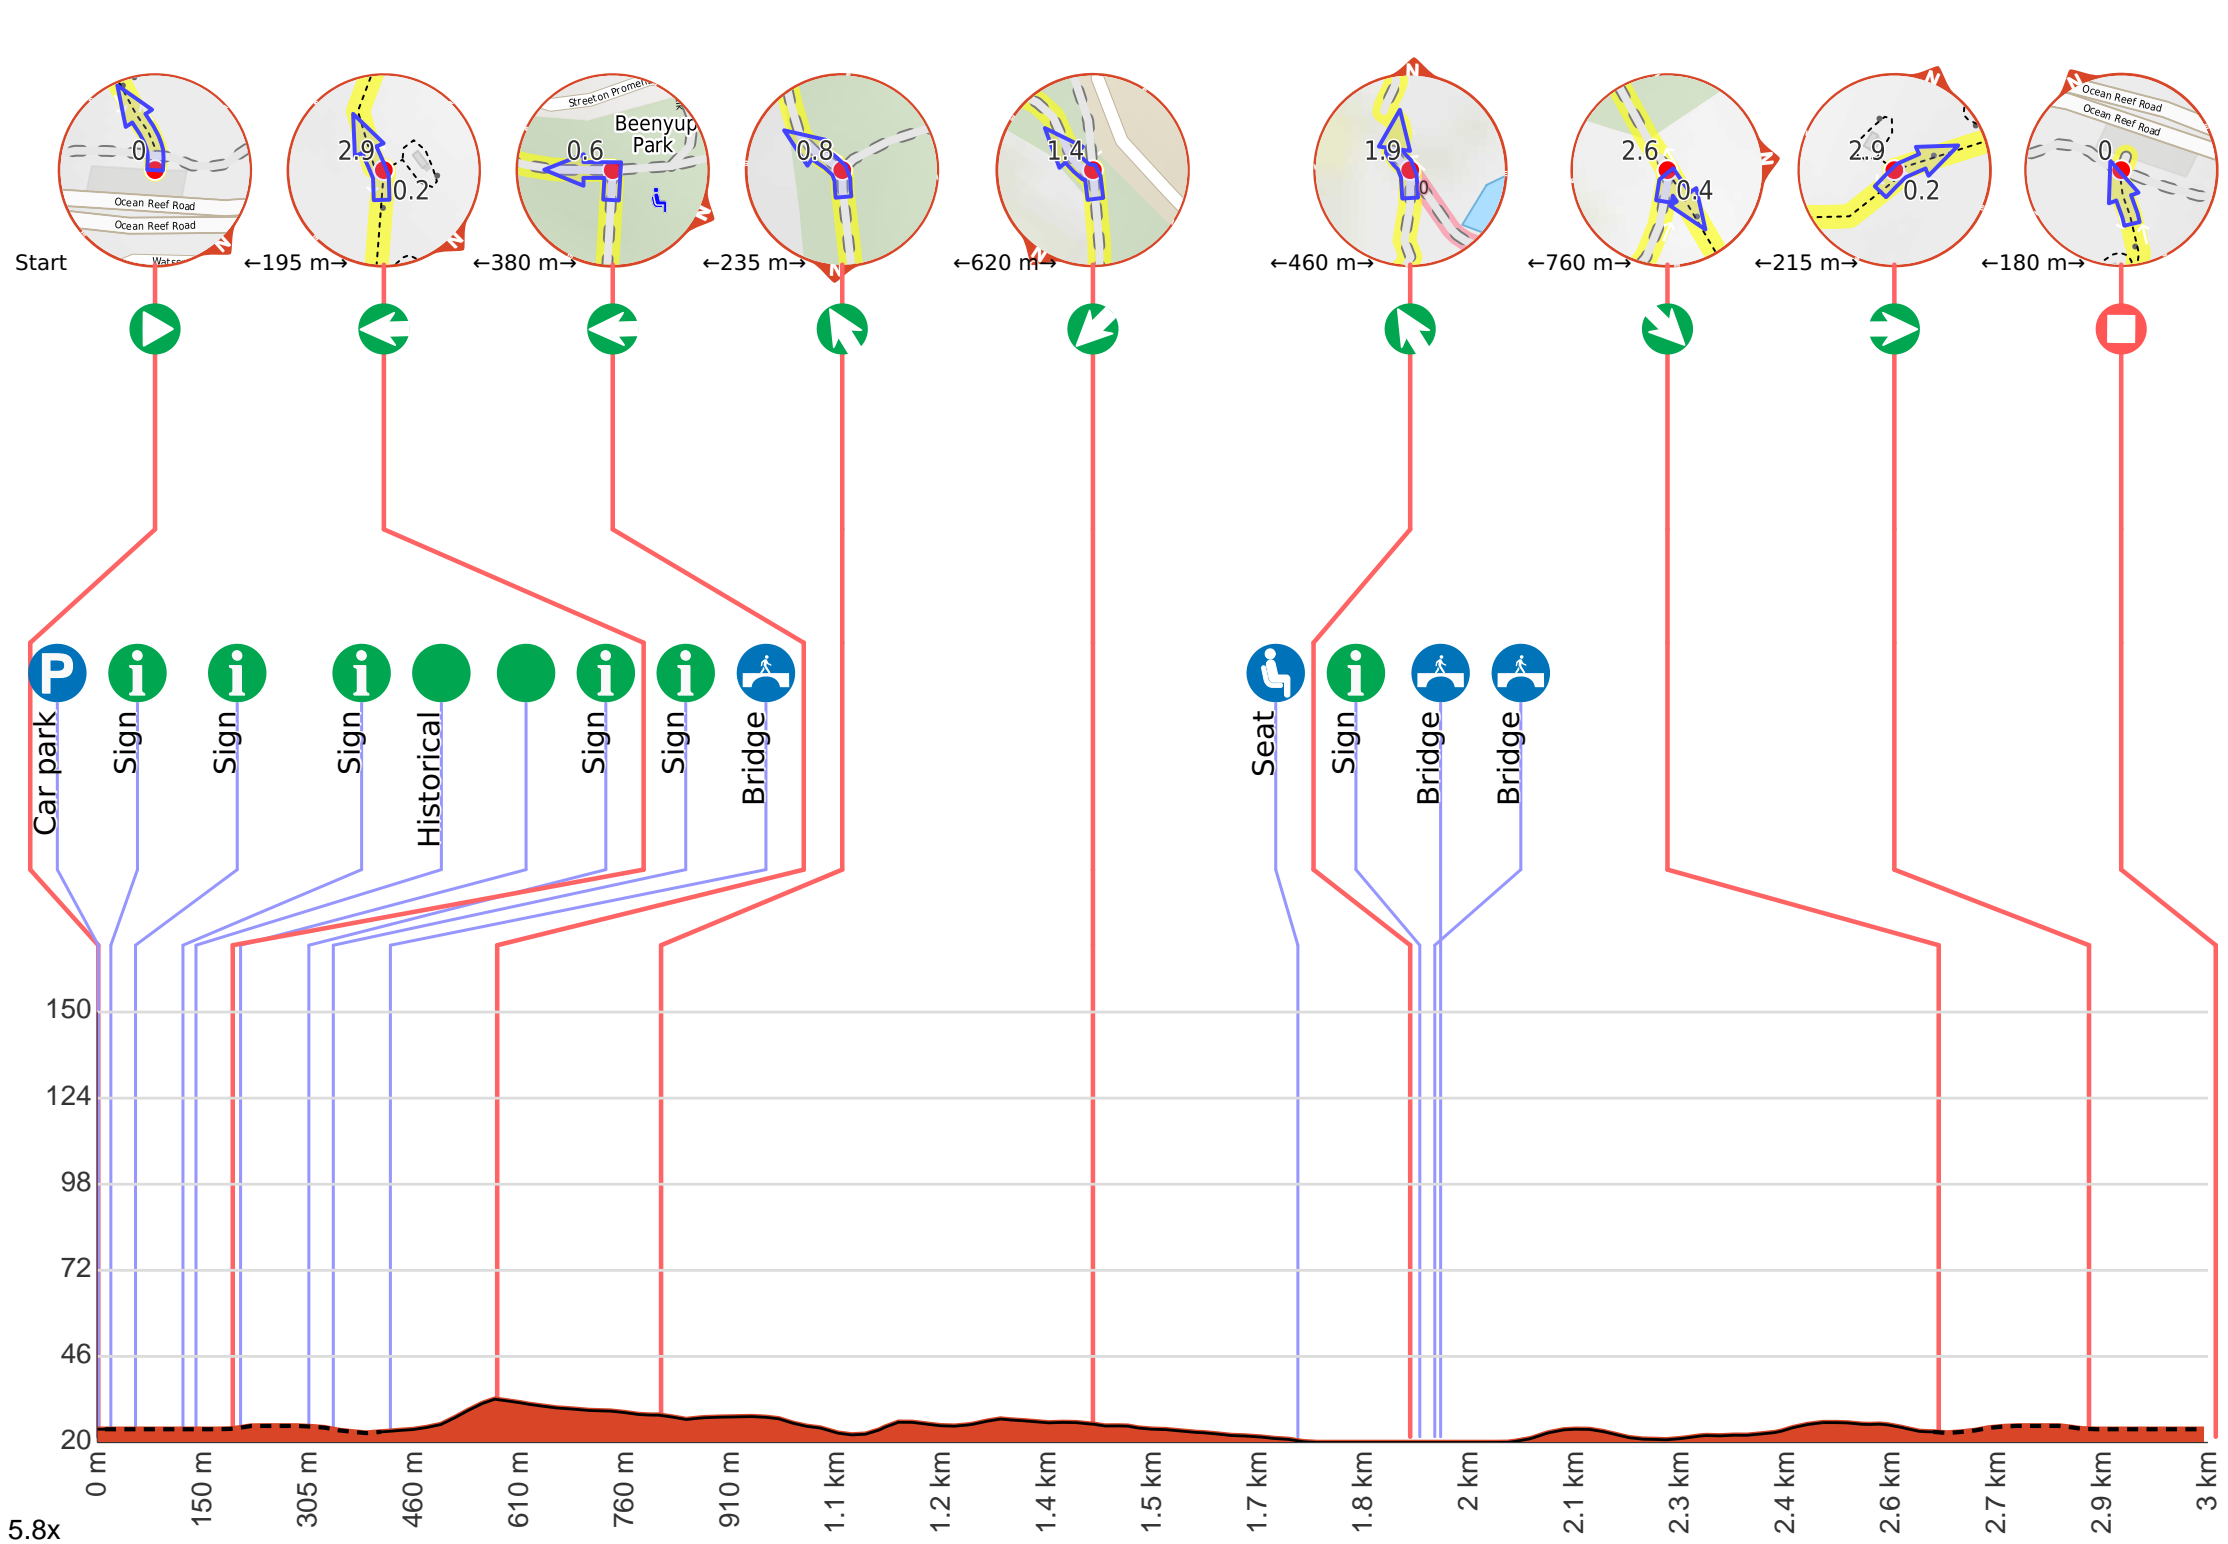 0
Ocean Reef Road
Ocean Reef Road
N
2.9
0.2
N
Beenyup
Park
0.6
N
0.8
N
1.4
N
N
1.9
0
2.6
0.4
N
N
2.9
0.2
N
Ocean Reef Road
Ocean Reef Road
0
Start
←195 m→
←380 m→
←235 m→
←620 m→
←460 m→
←760 m→
←215 m→
←180 m→
P
i
i
i
i
i
i
Car park
Sign
Sign
Sign
Historical
Sign
Sign
Bridge
Seat
Sign
Bridge
Bridge
150
124
98
72
46
20
0 m
150 m
305 m
460 m
610 m
760 m
910 m
1.1 km
1.2 km
1.4 km
1.5 km
1.7 km
1.8 km
2 km
2.1 km
2.3 km
2.4 km
2.6 km
2.7 km
2.9 km
3 km
5.8x